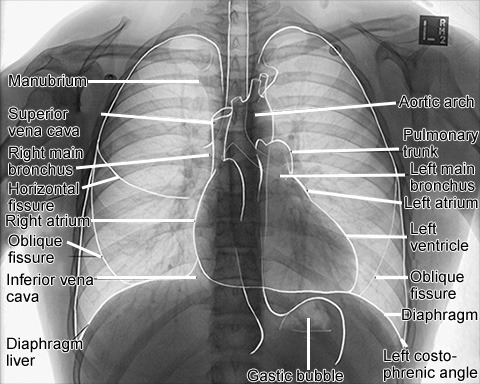 L
RM2
Manubrium
Superior
vena cava
Right main
bronchus
Horizontal
fissure
Right atrium
Oblique
fissure
Inferior vena
cava
Diaphragm
liver
Aortic arch
Pulmonary
trunk
Left main
bronchus
Left atrium
Left
ventricle
Oblique
fissure
Diaphragm
Left costo-
phrenic angle
Gastic bubble